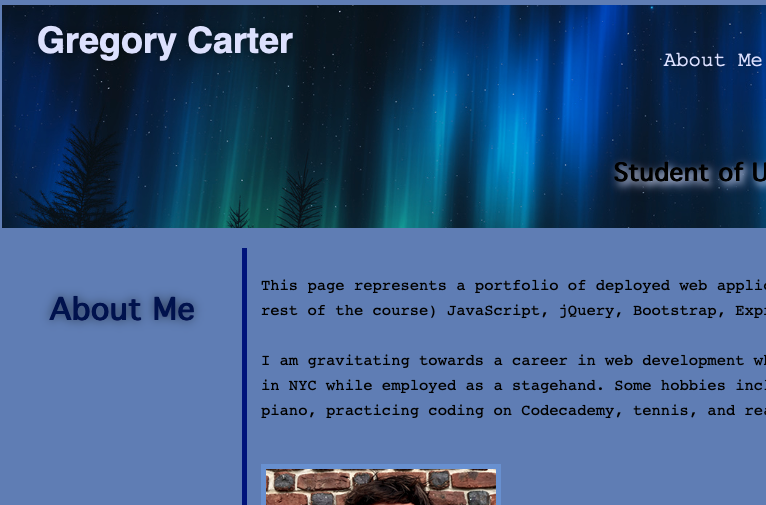 Gregory Carter
About Me
Student of U
About Me
This page represents a portfolio of deployed web applic
rest of the course) JavaScript, jQuery, Bootstrap, Exp
I am gravitating towards a career in web development w
in NYC while employed as a stagehand. Some hobbies incl
piano, practicing coding on Codecademy, tennis, and rea